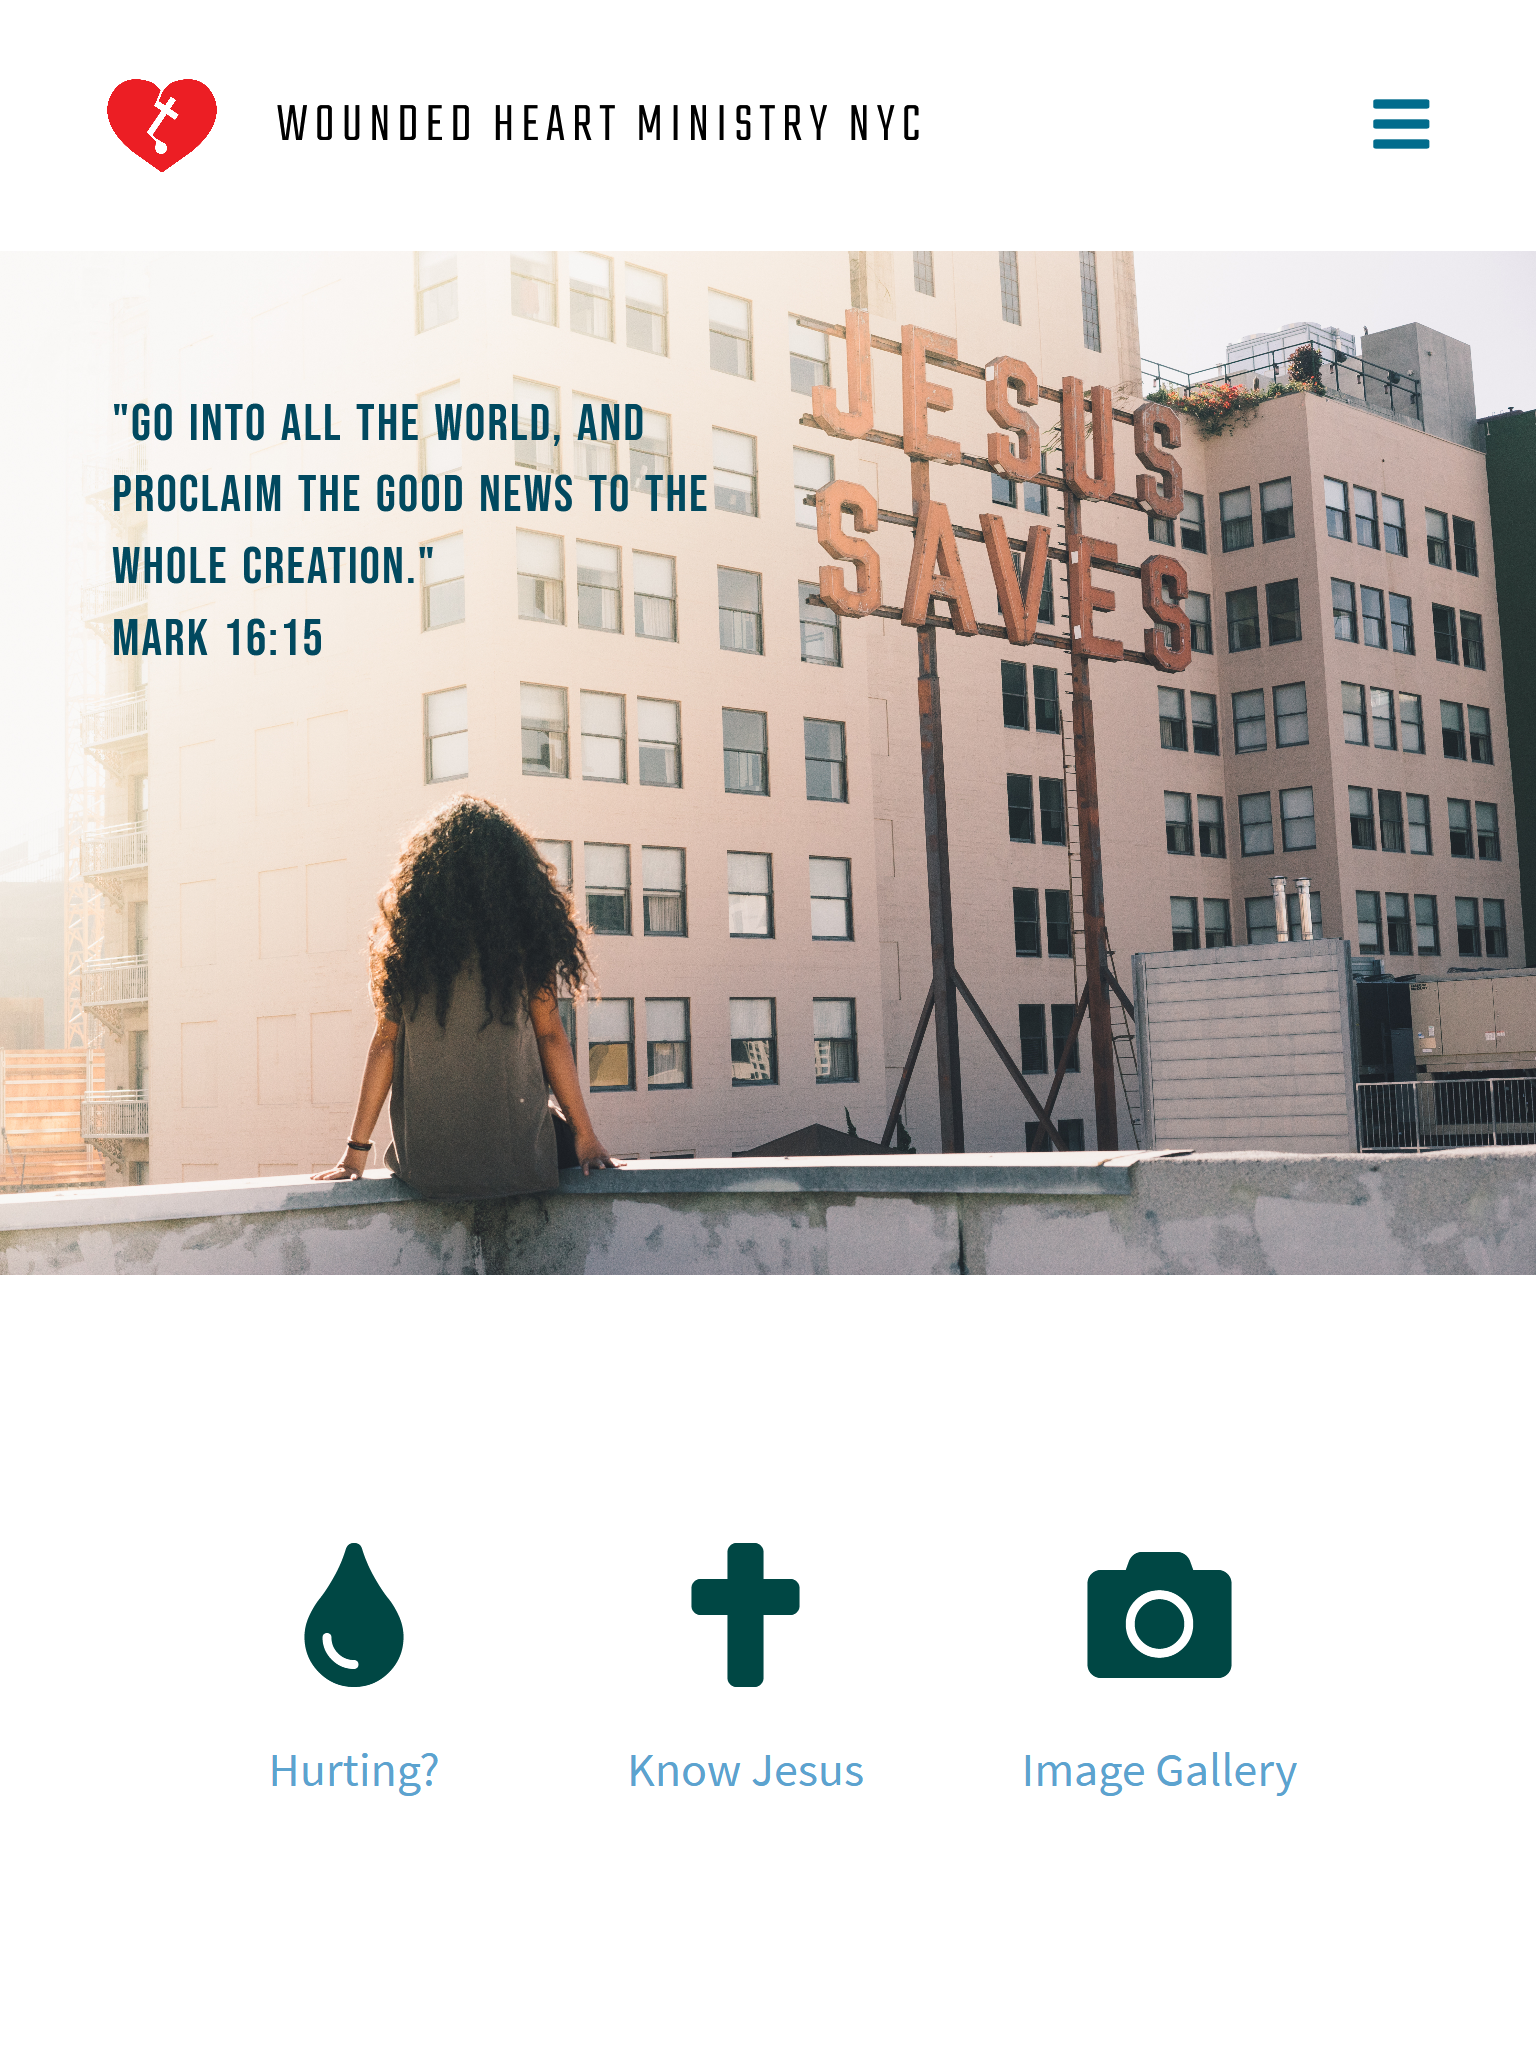 WOUNDED HEART MINISTRY NYC
"GO INTO ALL THE WORLD, AND
PROCLAIM THE GOOD NEWS TO THE
WHOLE CREATION."
MARK 16:15
JESUS
SAVES
Hurting?
Know Jesus
Image Gallery